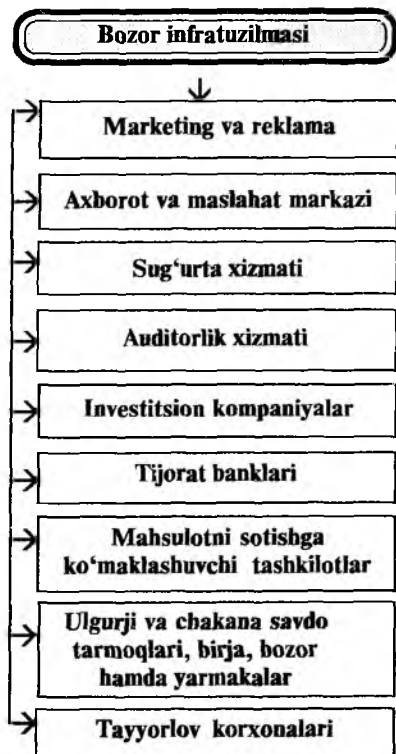 Bozor infratuzilmasi
Marketing va reklama
Axborot va maslahat markazi
Sug‘urta xizmati
Auditorlik xizmati
Investitsion kompaniyalar
Tijorat banklari
Mahsulotni sotishga
ko‘maklashuvchi tashkilotlar
Ulgurji va chakana savdo
tarmoqlari, birja, bozor
hamda yarmakalar
Tayyorlov korxonalari